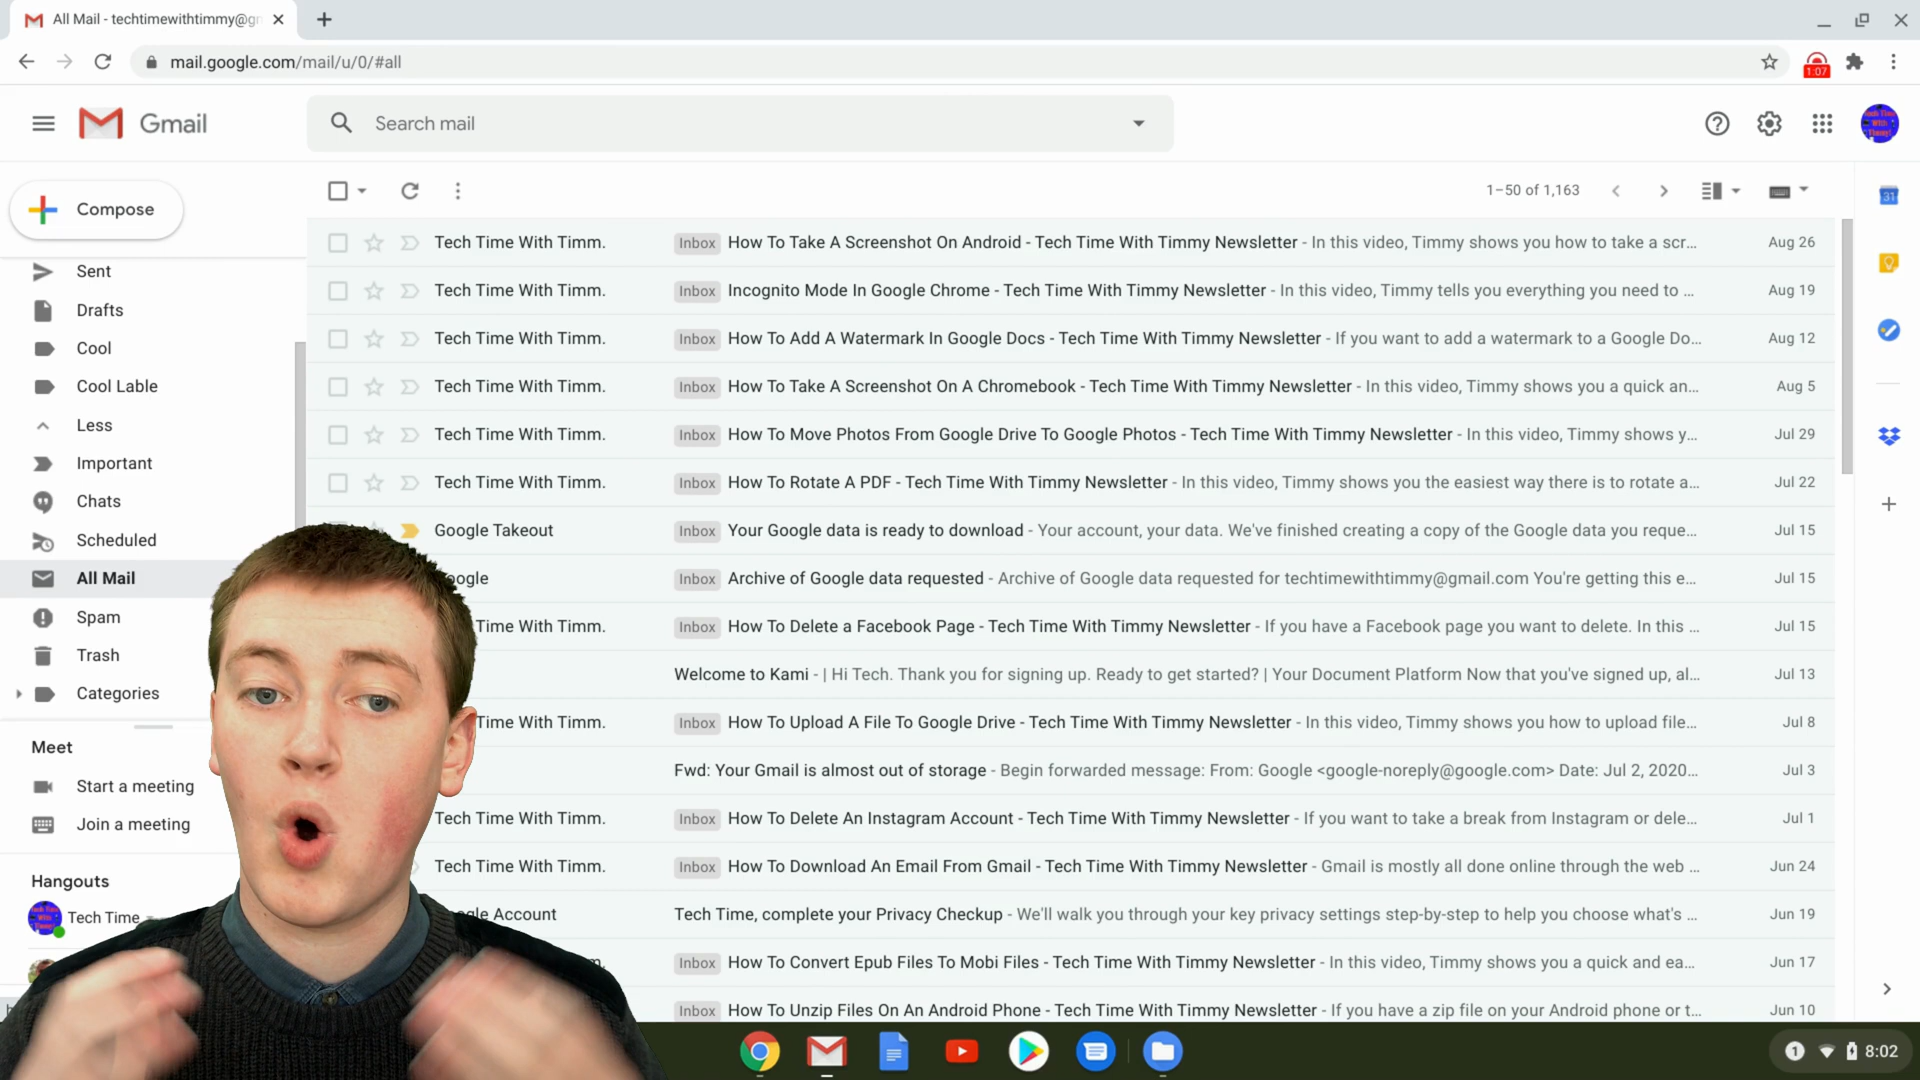 All Mail - techtimewithtimmy@g
mail.google.com/mail/u/0/#all
1:07
Gmail
Search mail
Compose
1–50 of 1,163
31
Sent
Drafts
Cool
Cool Lable
Less
Important
Chats
Scheduled
All Mail
Spam
Trash
Categories
Meet
Start a meeting
Join a meeting
Hangouts
Tech Time
Tech Time With Timm. Inbox How To Take A Screenshot On Android - Tech Time With Timmy Newsletter - In this video, Timmy shows you how to take a scr... Aug 26
Tech Time With Timm. Inbox Incognito Mode In Google Chrome - Tech Time With Timmy Newsletter - In this video, Timmy tells you everything you need to ... Aug 19
Tech Time With Timm. Inbox How To Add A Watermark In Google Docs - Tech Time With Timmy Newsletter - If you want to add a watermark to a Google Do... Aug 12
Tech Time With Timm. Inbox How To Take A Screenshot On A Chromebook - Tech Time With Timmy Newsletter - In this video, Timmy shows you a quick an... Aug 5
Tech Time With Timm. Inbox How To Move Photos From Google Drive To Google Photos - Tech Time With Timmy Newsletter - In this video, Timmy shows y... Jul 29
Tech Time With Timm. Inbox How To Rotate A PDF - Tech Time With Timmy Newsletter - In this video, Timmy shows you the easiest way there is to rotate a... Jul 22
Google Takeout Inbox Your Google data is ready to download - Your account, your data. We've finished creating a copy of the Google data you reque... Jul 15
oogle Inbox Archive of Google data requested - Archive of Google data requested for techtimewithtimmy@gmail.com You're getting this e... Jul 15
Time With Timm. Inbox How To Delete a Facebook Page - Tech Time With Timmy Newsletter - If you have a Facebook page you want to delete. In this ... Jul 15
Welcome to Kami - | Hi Tech. Thank you for signing up. Ready to get started? | Your Document Platform Now that you've signed up, al... Jul 13
Time With Timm. Inbox How To Upload A File To Google Drive - Tech Time With Timmy Newsletter - In this video, Timmy shows you how to upload file... Jul 8
Fwd: Your Gmail is almost out of storage - Begin forwarded message: From: Google <google-noreply@google.com> Date: Jul 2, 2020... Jul 3
Tech Time With Timm. Inbox How To Delete An Instagram Account - Tech Time With Timmy Newsletter - If you want to take a break from Instagram or dele... Jul 1
Tech Time With Timm. Inbox How To Download An Email From Gmail - Tech Time With Timmy Newsletter - Gmail is mostly all done online through the web ... Jun 24
gle Account Tech Time, complete your Privacy Checkup - We'll walk you through your key privacy settings step-by-step to help you choose what's ... Jun 19
m. Inbox How To Convert Epub Files To Mobi Files - Tech Time With Timmy Newsletter - In this video, Timmy shows you a quick and ea... Jun 17
Inbox How To Unzip Files On An Android Phone - Tech Time With Timmy Newsletter - If you have a zip file on your Android phone or t... Jun 10
1 8:02